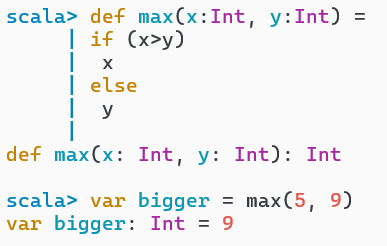 scala> def max(x:Int, y:Int) =
     | if (x>y)
     |  x
     | else
     |  y
     |
def max(x: Int, y: Int): Int
scala> var bigger = max(5, 9)
var bigger: Int = 9